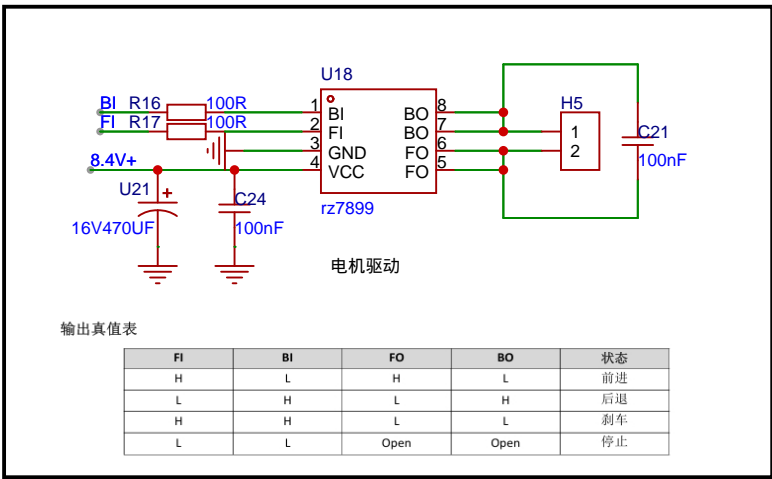 U18
BI R16 100R 1 BI BO 8 H5
FI R17 100R 2 FI BO 7 1 C21
3 GND FO 6 2 100nF
8.4V+ 4 VCC FO 5
U21 + C24 rz7899
16V470UF 100nF
电机驱动
输出真值表
FI BI FO BO 状态
H L H L 前进
L H L H 后退
H H L L 刹车
L L Open Open 停止